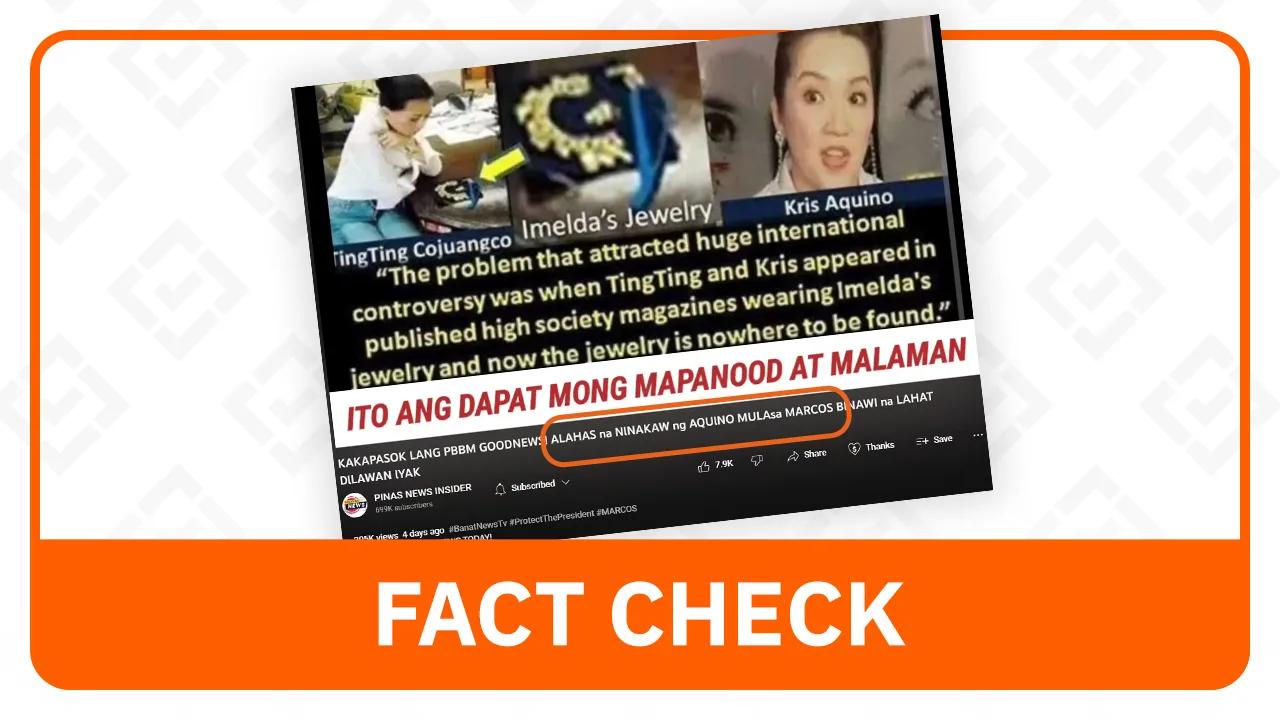 TingTing Cojuangco
Imelda's Jewelry
Kris Aquino
“The problem that attracted huge international
controversy was when TingTing and Kris appeared in
published high society magazines wearing Imelda's
jewelry and now the jewelry is nowhere to be found.”
ITO ANG DAPAT MONG MAPANOOD AT MALAMAN
KAKAPASOK LANG PBBM GOODNEWS! ALAHAS na NINAKAW ng AQUINO MULAsa MARCOS BINAWI na LAHAT
DILAWAN IYAK
PINAS NEWS INSIDER
699K subscribers
Subscribed
7.9K
Share
Thanks
Save
views 4 days ago #BanatNewsTv #ProtectThePresident #MARCOS
TODAY!
FACT CHECK